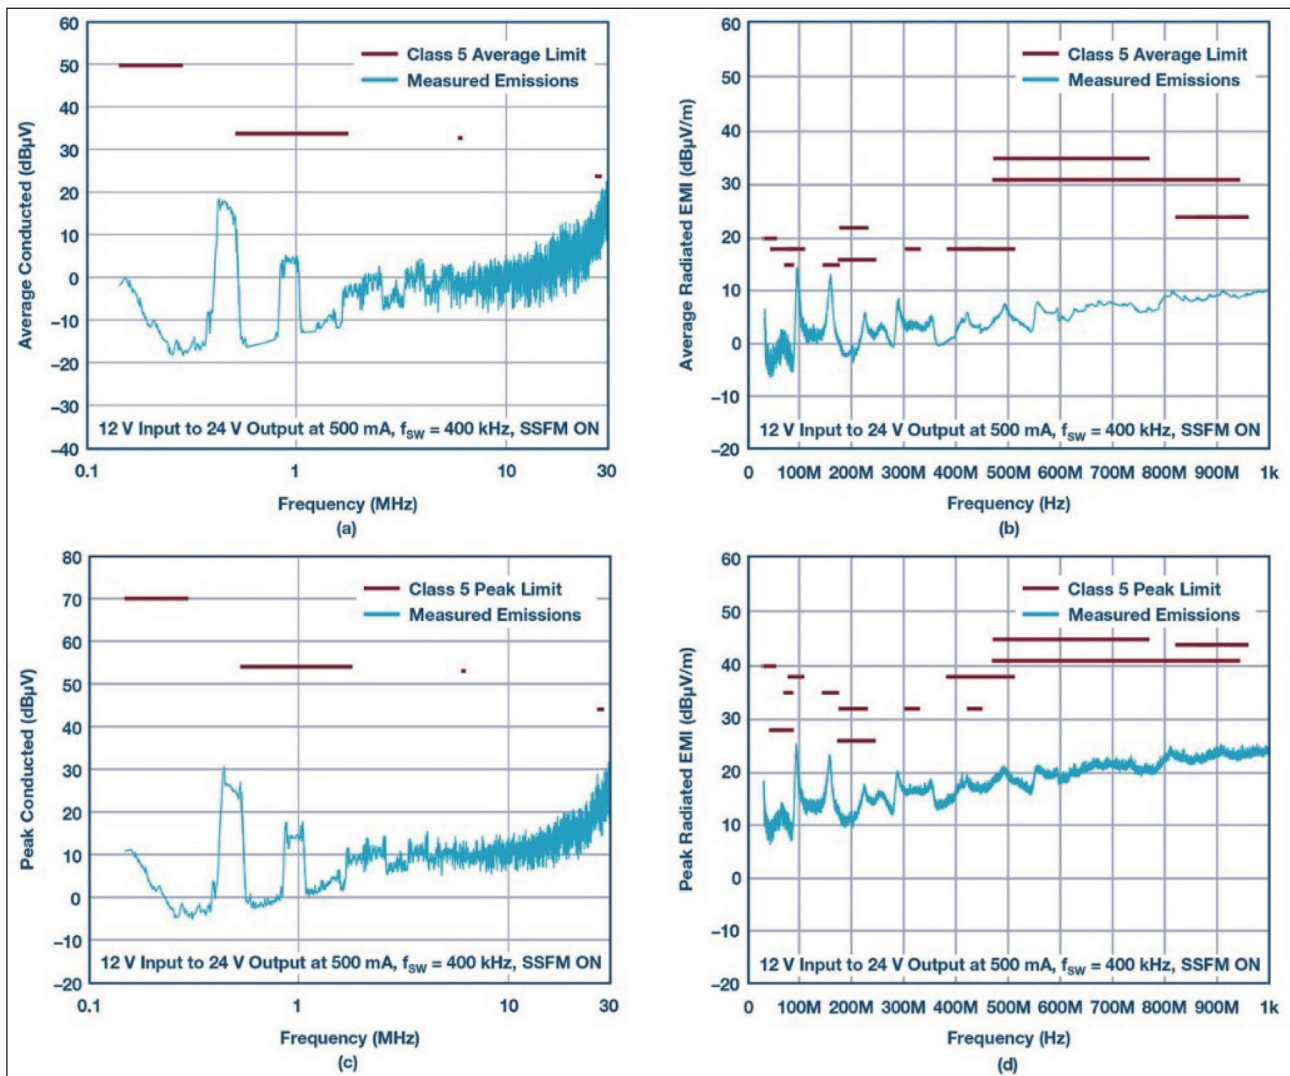 60
50
40
30
20
10
0
–10
–20
–30
–40
Average Conducted (dBµV)
Class 5 Average Limit
Measured Emissions
12 V Input to 24 V Output at 500 mA, fSW = 400 kHz, SSFM ON
0.1 1 10 30
Frequency (MHz)
(a)
60
50
40
30
20
10
0
–10
–20
Average Radiated EMI (dBµV/m)
Class 5 Average Limit
Measured Emissions
12 V Input to 24 V Output at 500 mA, fSW = 400 kHz, SSFM ON
0 100M 200M 300M 400M 500M 600M 700M 800M 900M 1k
Frequency (Hz)
(b)
80
70
60
50
40
30
20
10
0
–10
–20
Peak Conducted (dBµV)
Class 5 Peak Limit
Measured Emissions
12 V Input to 24 V Output at 500 mA, fSW = 400 kHz, SSFM ON
0.1 1 10 30
Frequency (MHz)
(c)
60
50
40
30
20
10
0
–10
–20
Peak Radiated EMI (dBµV/m)
Class 5 Peak Limit
Measured Emissions
12 V Input to 24 V Output at 500 mA, fSW = 400 kHz, SSFM ON
0 100M 200M 300M 400M 500M 600M 700M 800M 900M 1k
Frequency (Hz)
(d)